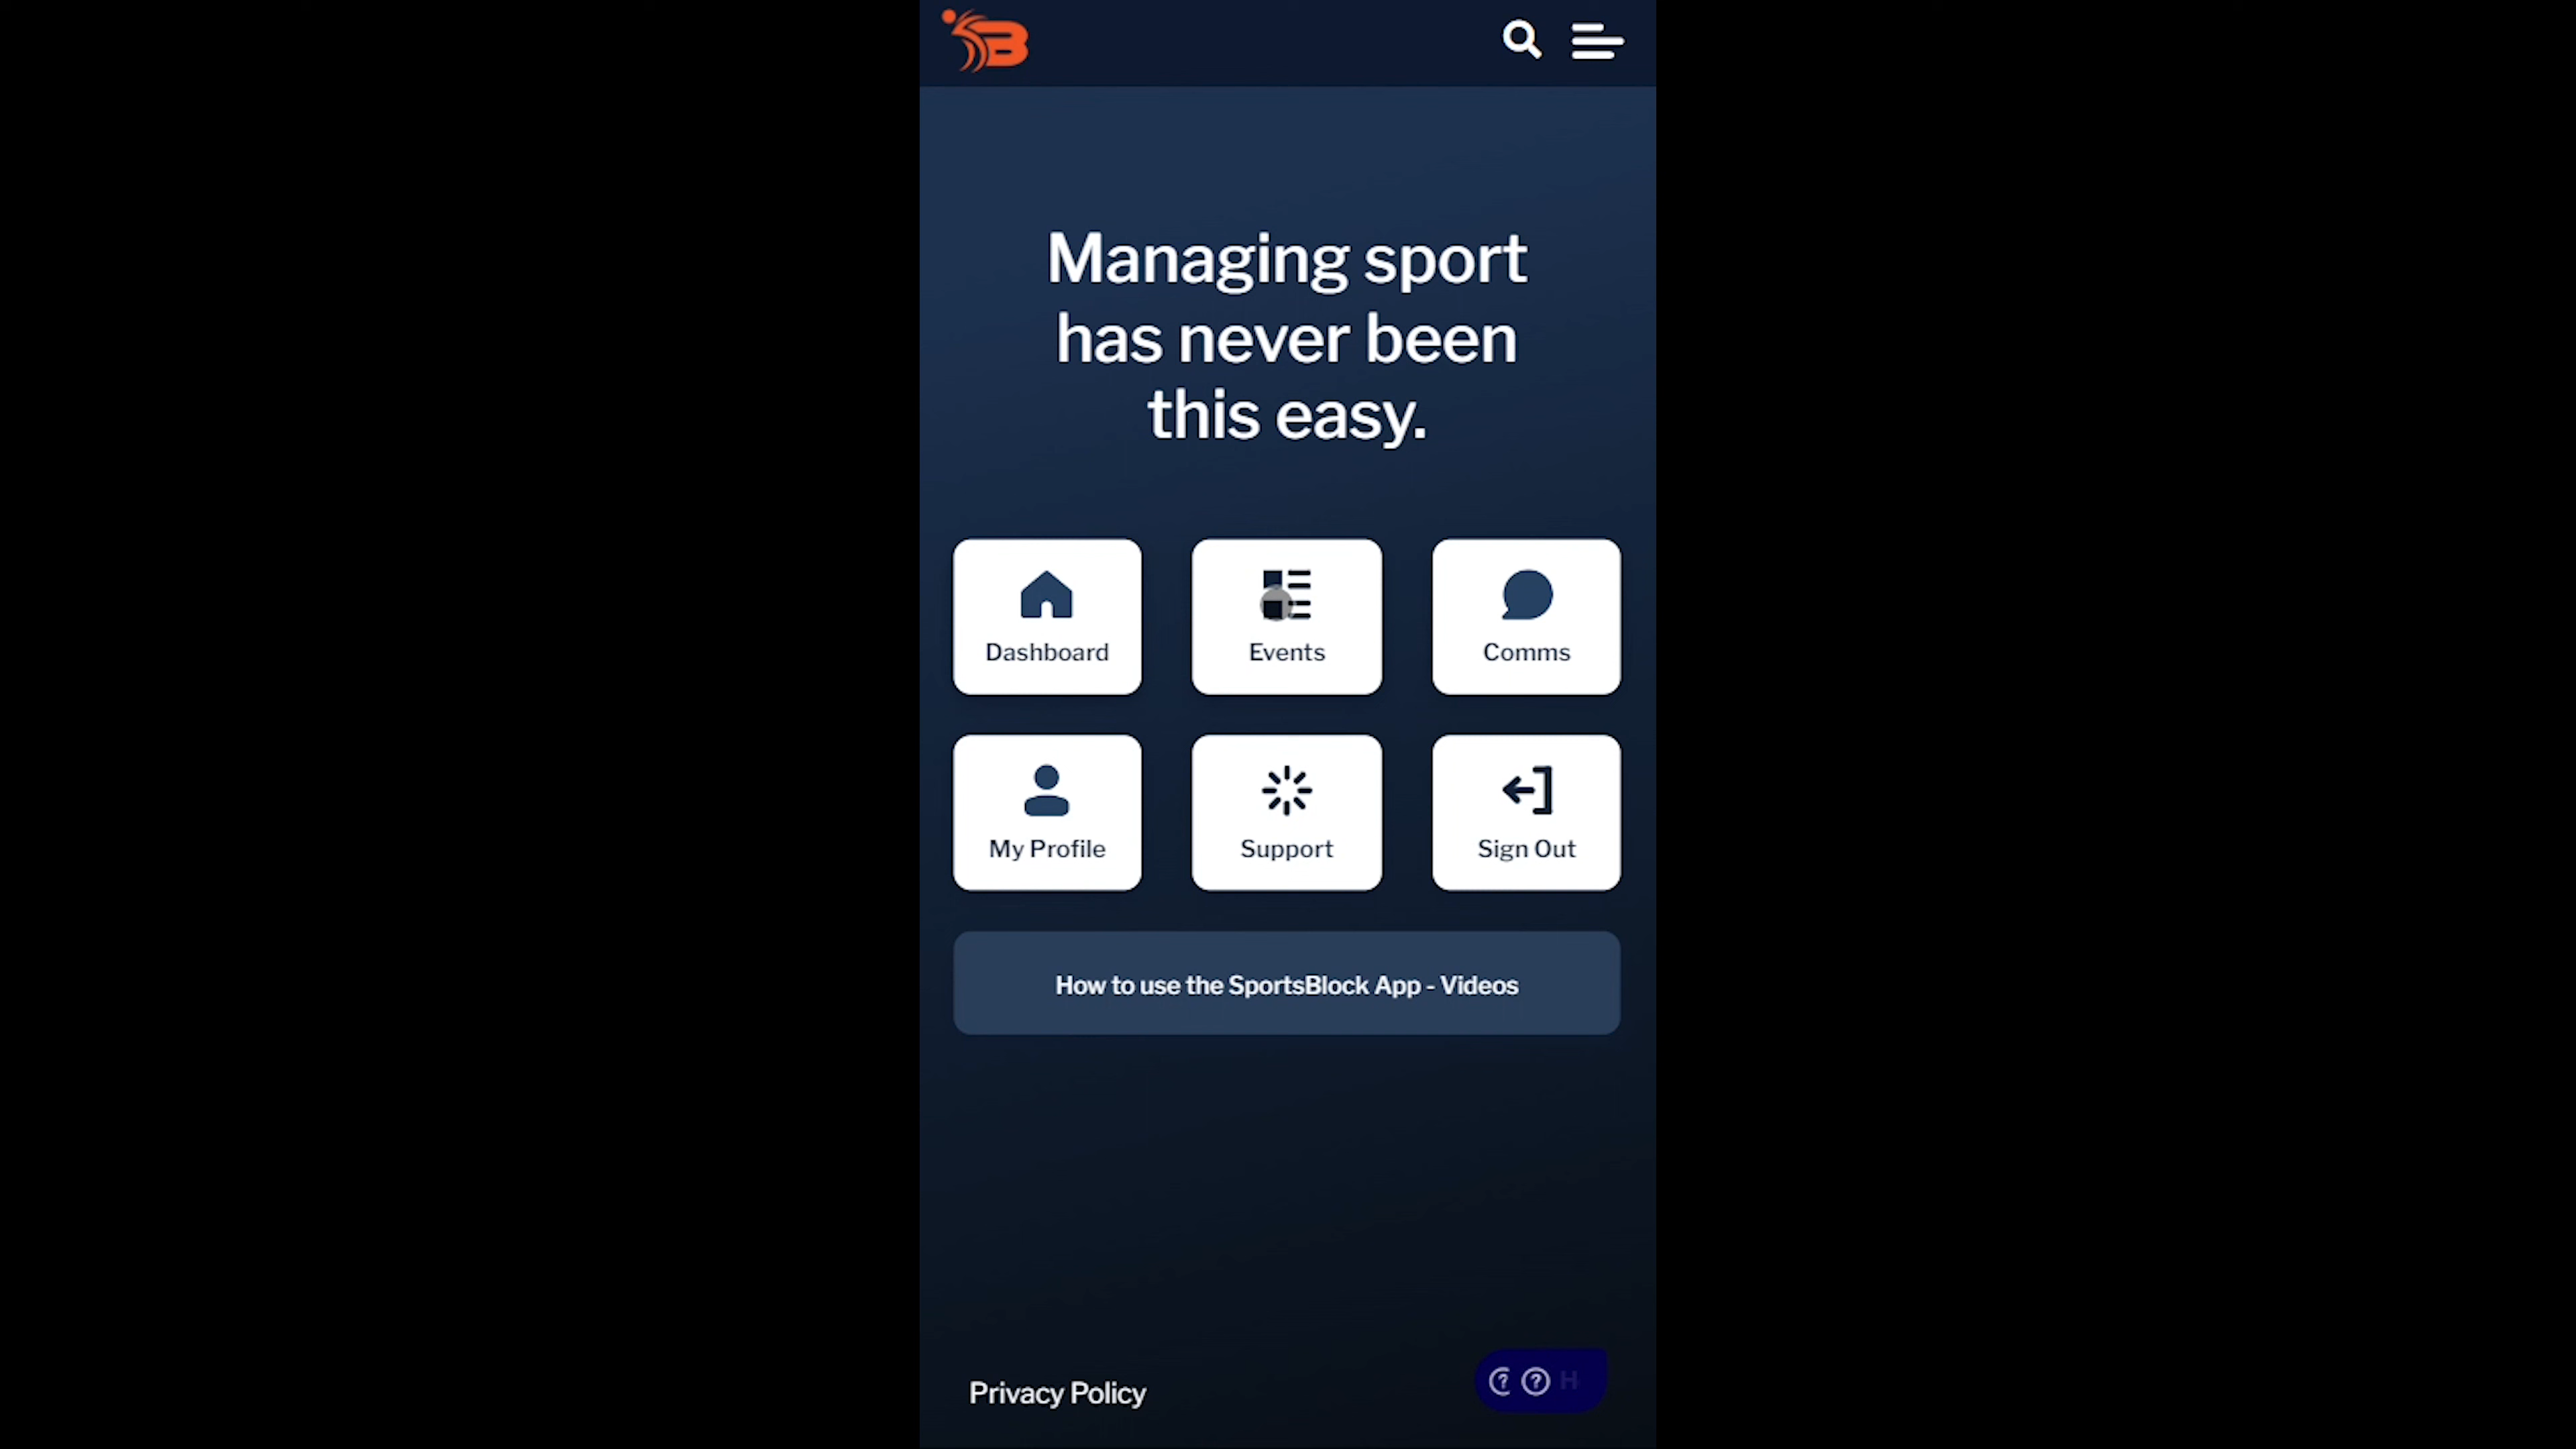 B
Managing sport
has never been
this easy.
Dashboard
Events
Comms
My Profile
Support
Sign Out
How to use the SportsBlock App - Videos
Privacy Policy
? ? H